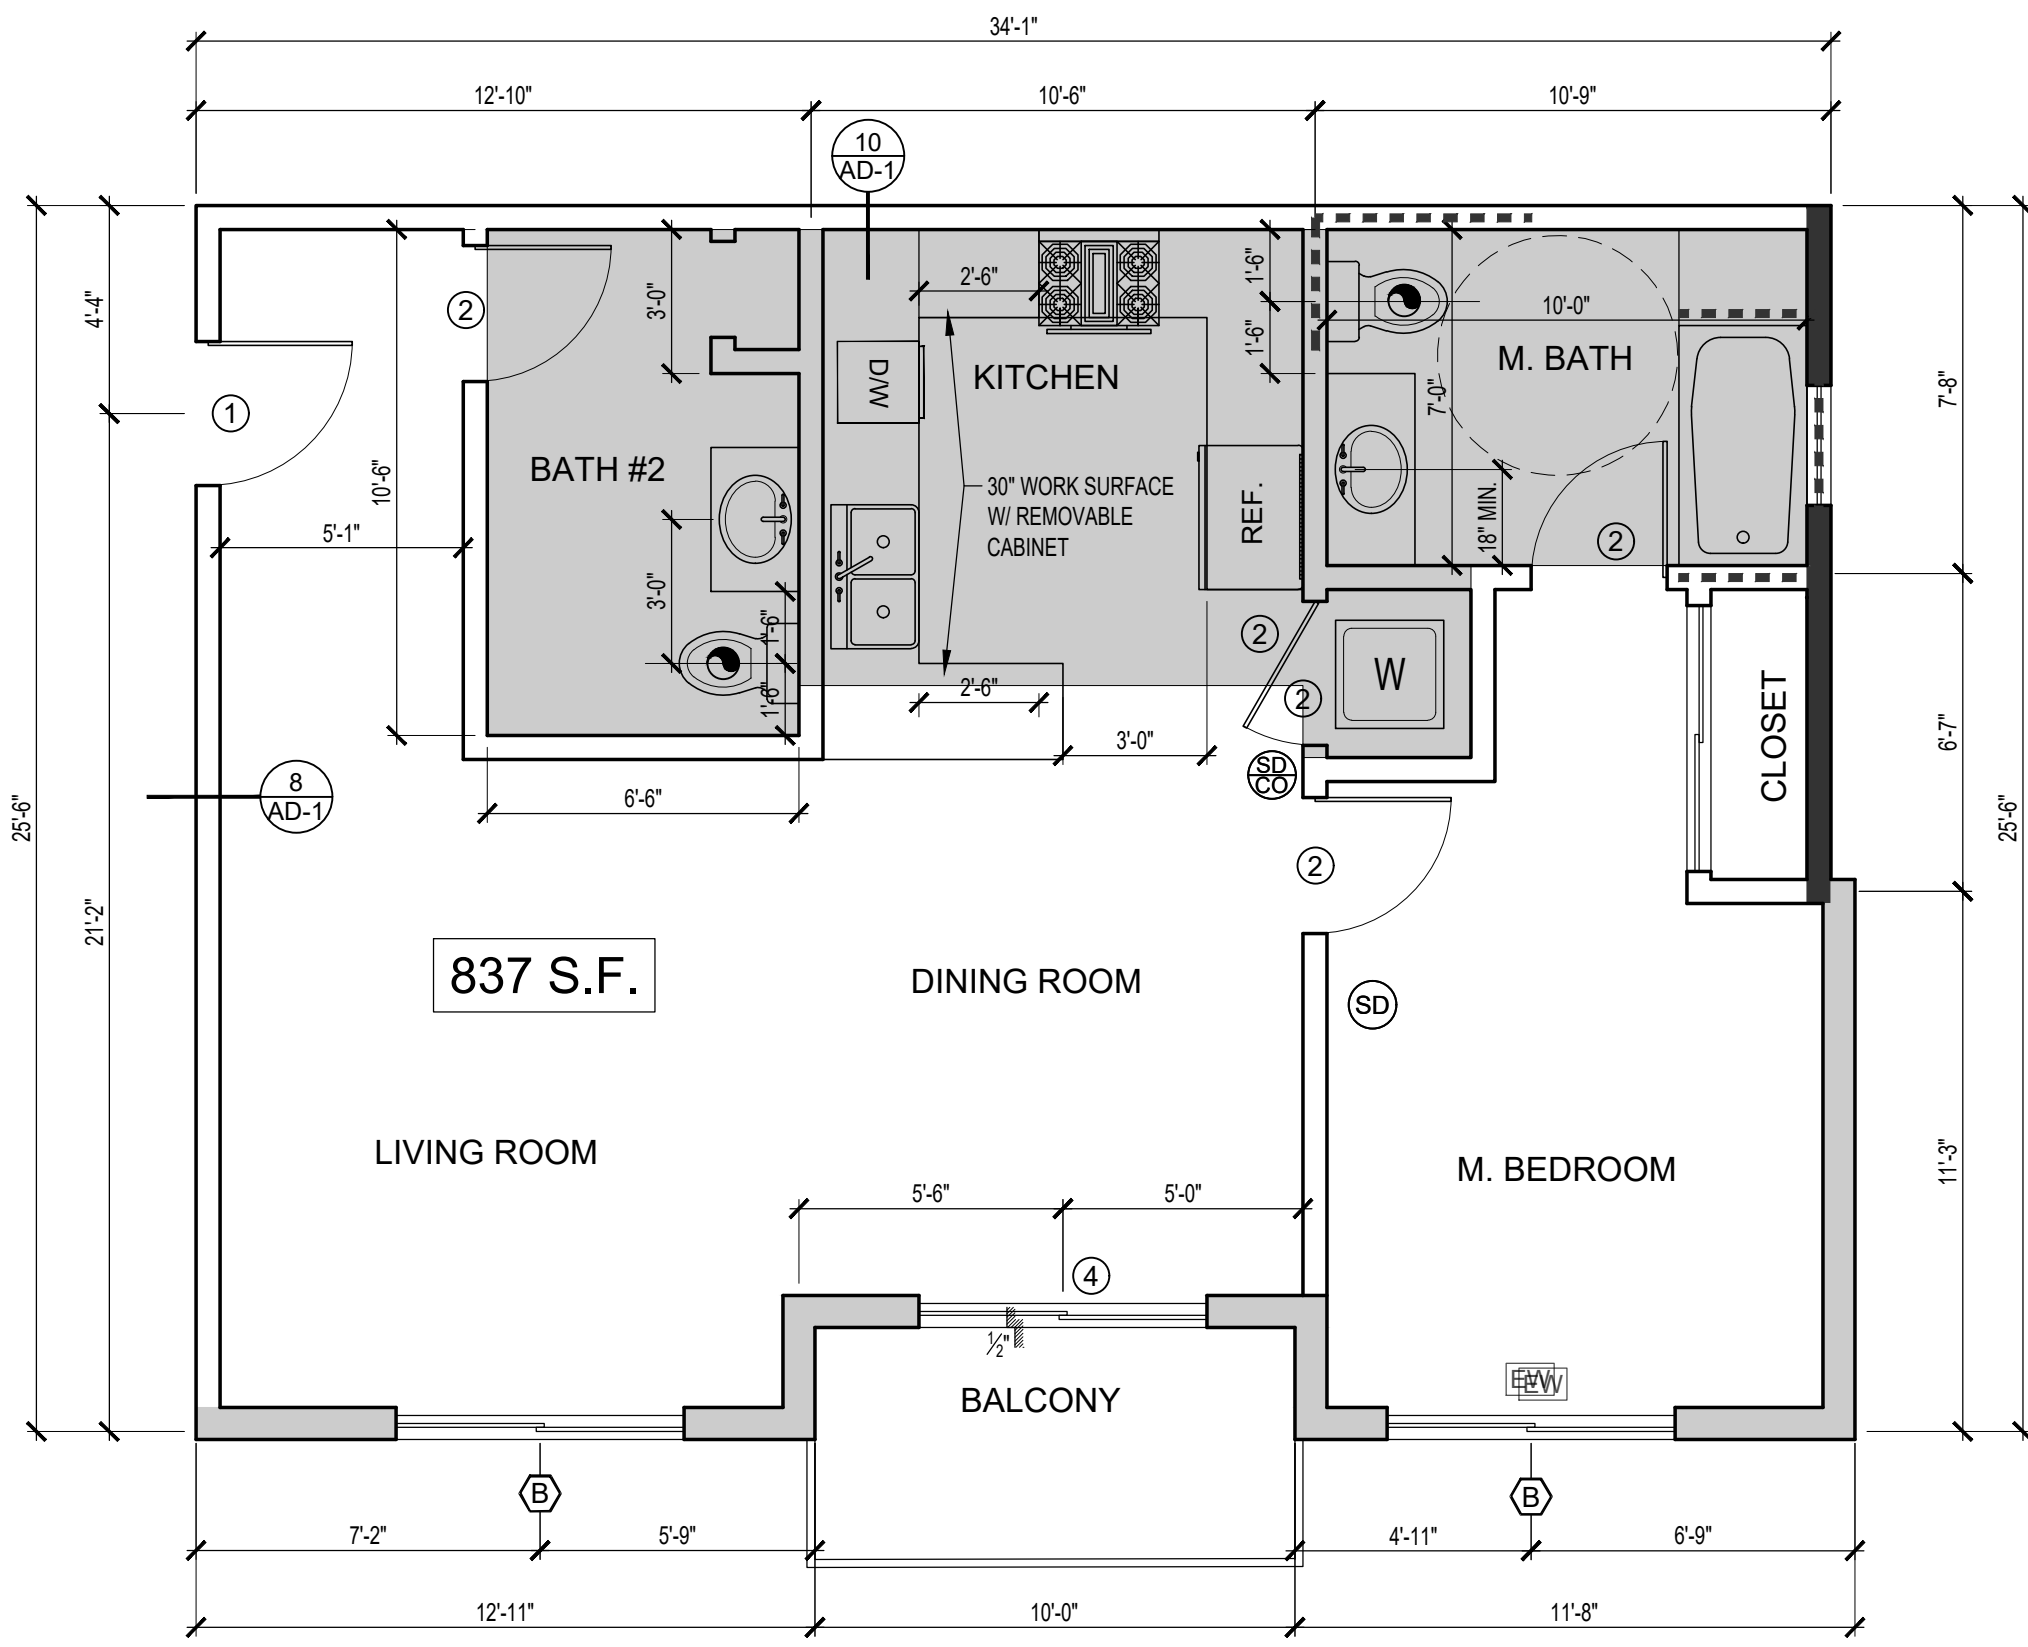 34'-1"
12'-10"
10'-6"
10'-9"
10
AD-1
4'-4"
21'-2"
25'-6"
1
2
5'-1"
10'-6"
3'-0"
BATH #2
3'-0"
1'-6"
1'-6"
6'-6"
8
AD-1
2'-6"
D/W
KITCHEN
30" WORK SURFACE
W/ REMOVABLE
CABINET
REF.
2'-6"
3'-0"
1'-6"
1'-6"
10'-0"
M. BATH
7'-0"
18" MIN.
2
2
2
W
SD
CO
2
CLOSET
7'-8"
6'-7"
11'-3"
25'-6"
837 S.F.
DINING ROOM
SD
LIVING ROOM
M. BEDROOM
5'-6"
5'-0"
4
1/2"
BALCONY
EW
EW
B
B
7'-2"
5'-9"
4'-11"
6'-9"
12'-11"
10'-0"
11'-8"